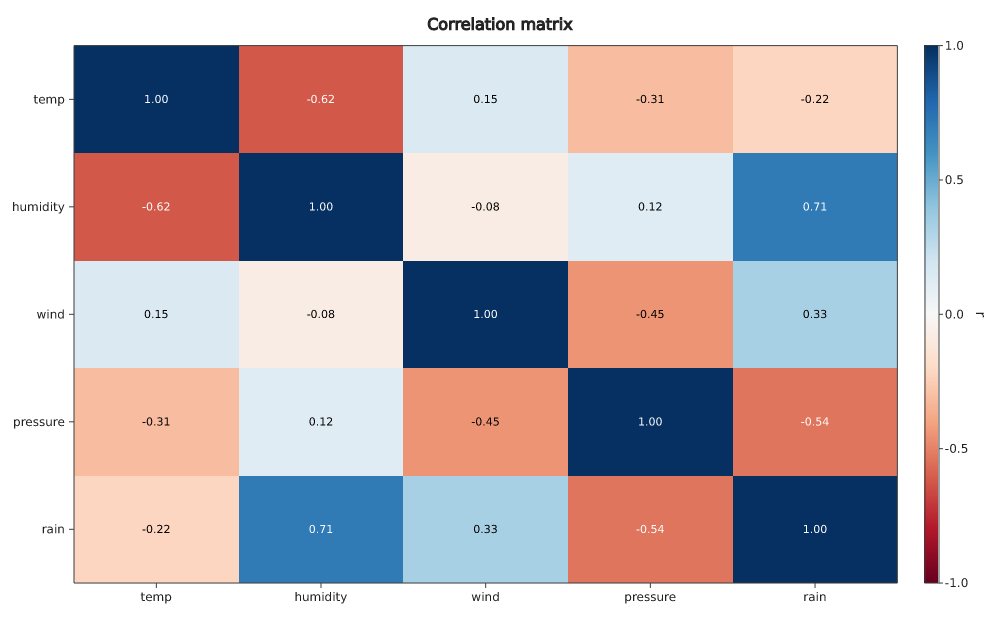 Correlation matrix
temp 1.00 -0.62 0.15 -0.31 -0.22
humidity -0.62 1.00 -0.08 0.12 0.71
wind 0.15 -0.08 1.00 -0.45 0.33
pressure -0.31 0.12 -0.45 1.00 -0.54
rain -0.22 0.71 0.33 -0.54 1.00
temp humidity wind pressure rain
1.0
0.5
0.0
-0.5
-1.0
r